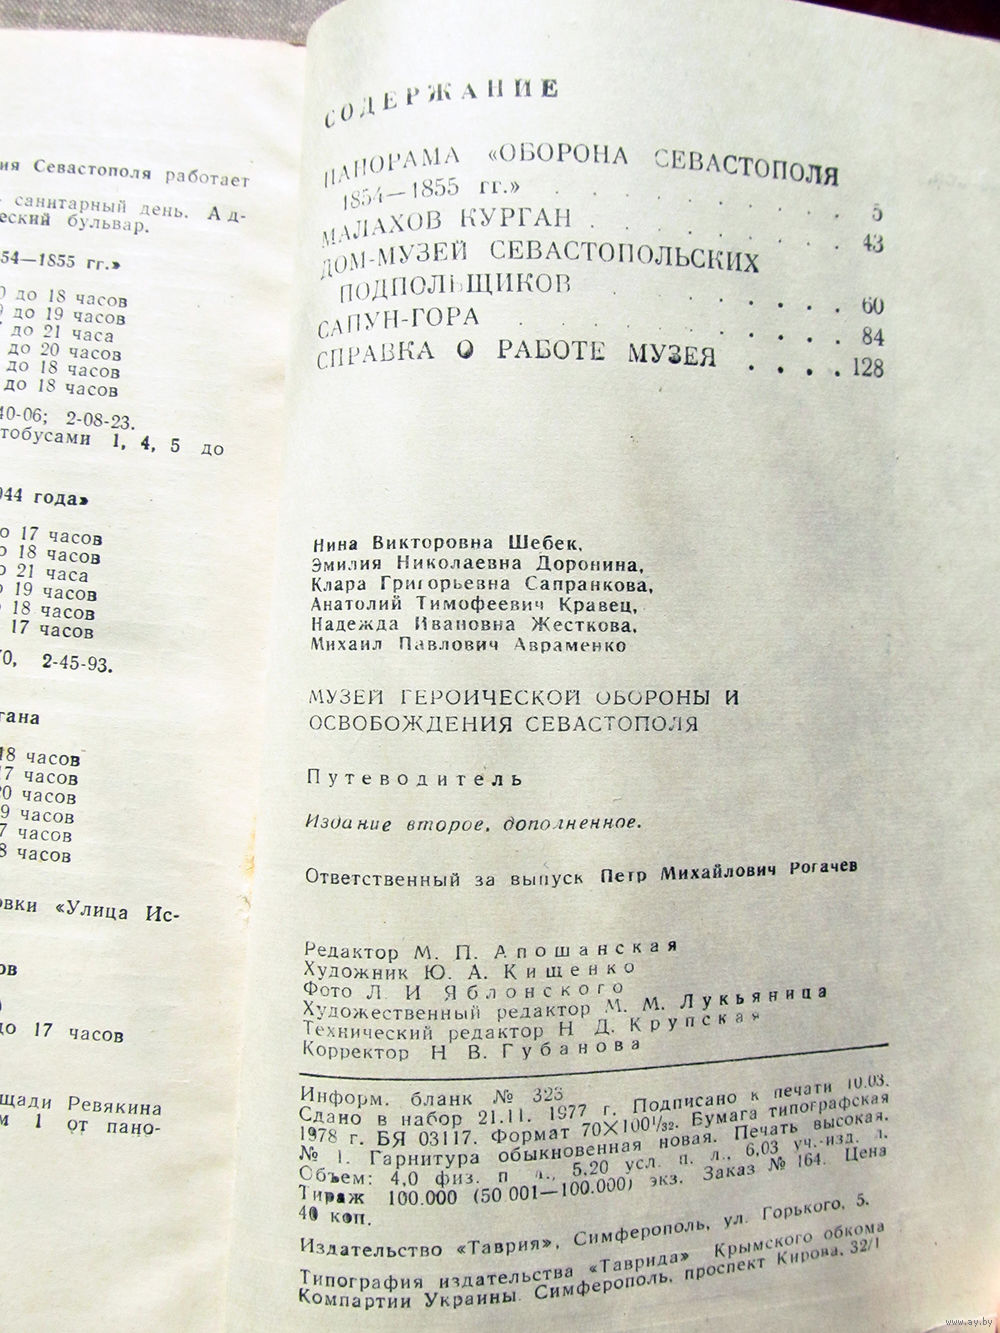 ия Севастополя работает
санитарный день. Ад-
еский бульвар.
54—1855 гг.»
0 до 18 часов
9 до 19 часов
до 21 часа
до 20 часов
до 18 часов
до 18 часов
40-06; 2-08-23.
тобусами 1, 4, 5 до
944 года»
о 17 часов
о 18 часов
о 21 часа
о 19 часов
18 часов
17 часов
70, 2-45-93.
гана
18 часов
17 часов
20 часов
9 часов
7 часов
8 часов
овки «Улица Ис-
ов
до 17 часов
щади Ревякина
м 1 от пано-
СОДЕРЖАНИЕ
ПАНОРАМА «ОБОРОНА СЕВАСТОПОЛЯ
1854—1855 гг.» . . . . . . . . 5
МАЛАХОВ КУРГАН . . . . . . . . 43
ДОМ-МУЗЕЙ СЕВАСТОПОЛЬСКИХ
ПОДПОЛЬЩИКОВ . . . . . . . . 60
САПУН-ГОРА . . . . . . . . . 84
СПРАВКА О РАБОТЕ МУЗЕЯ . . . . 128
Нина Викторовна Шебек,
Эмилия Николаевна Доронина,
Клара Григорьевна Сапранкова,
Анатолий Тимофеевич Кравец,
Надежда Ивановна Жесткова,
Михаил Павлович Авраменко
МУЗЕЙ ГЕРОИЧЕСКОЙ ОБОРОНЫ И
ОСВОБОЖДЕНИЯ СЕВАСТОПОЛЯ
Путеводитель
Издание второе, дополненное.
Ответственный за выпуск Петр Михайлович Рогачев
Редактор М. П. Апошанская
Художник Ю. А. Кищенко
Фото Л. И Яблонского
Художественный редактор М. М. Лукьяница
Технический редактор Н Д. Крупская
Корректор Н В. Губанова
Информ. бланк № 323
Сдано в набор 21.11. 1977 г. Подписано к печати 10.03.
1978 г. БЯ 03117. Формат 70×100¹/₃₂. Бумага типографская
№ 1. Гарнитура обыкновенная новая. Печать высокая.
Объем: 4,0 физ. п л., 5,20 усл. п. л., 6,03 уч.-изд. л.
Тираж 100.000 (50 001—100.000) экз. Заказ № 164. Цена
40 коп.
Издательство «Таврия», Симферополь, ул. Горького, 5.
Типография издательства «Таврида» Крымского обкома
Компартии Украины. Симферополь, проспект Кирова, 32/1
www.ay.by